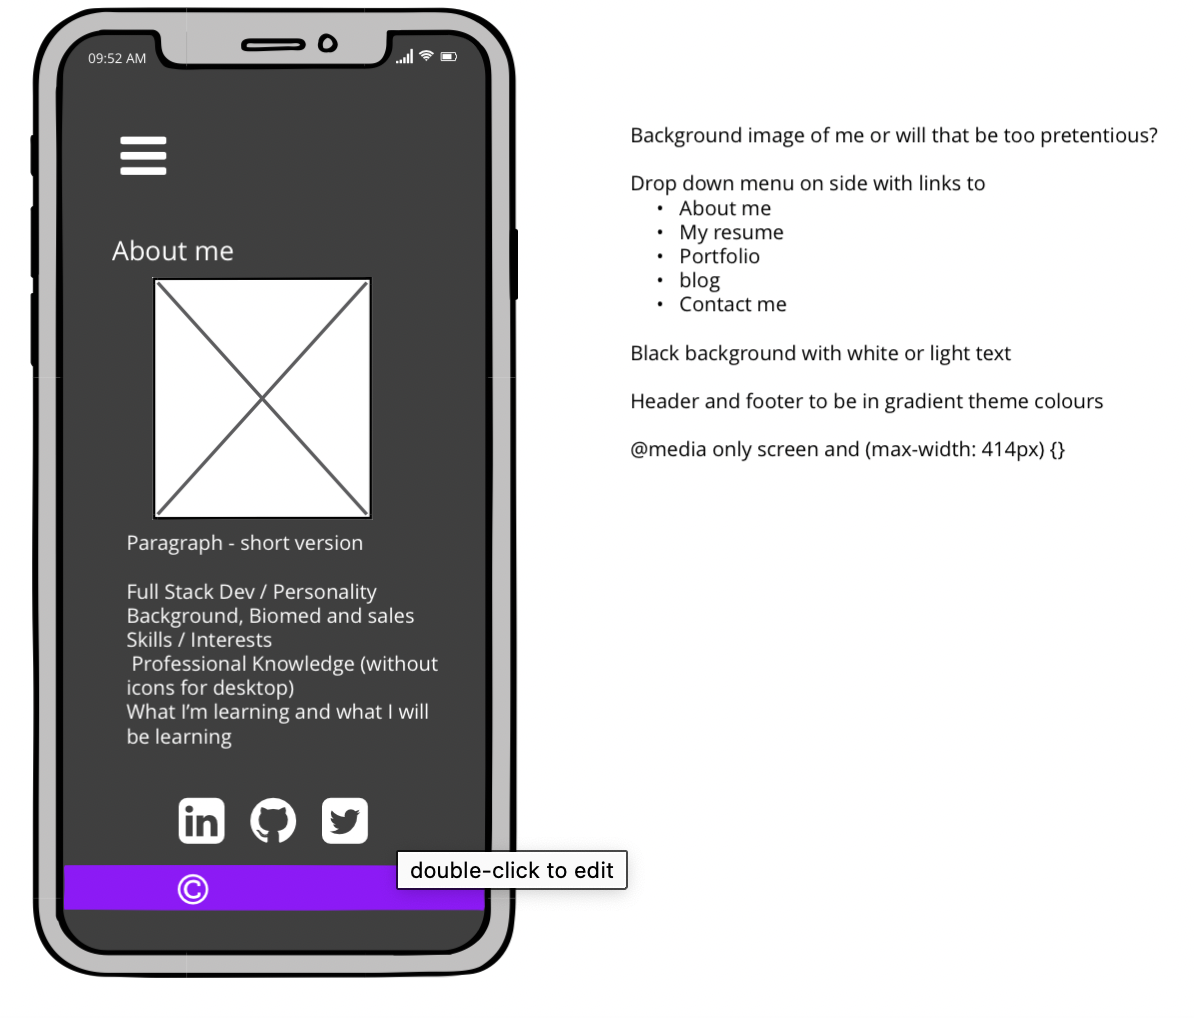 09:52 AM
About me
Paragraph - short version
Full Stack Dev / Personality
Background, Biomed and sales
Skills / Interests
Professional Knowledge (without
icons for desktop)
What I'm learning and what I will
be learning
in
©
double-click to edit
Background image of me or will that be too pretentious?
Drop down menu on side with links to
• About me
• My resume
• Portfolio
• blog
• Contact me
Black background with white or light text
Header and footer to be in gradient theme colours
@media only screen and (max-width: 414px) {}